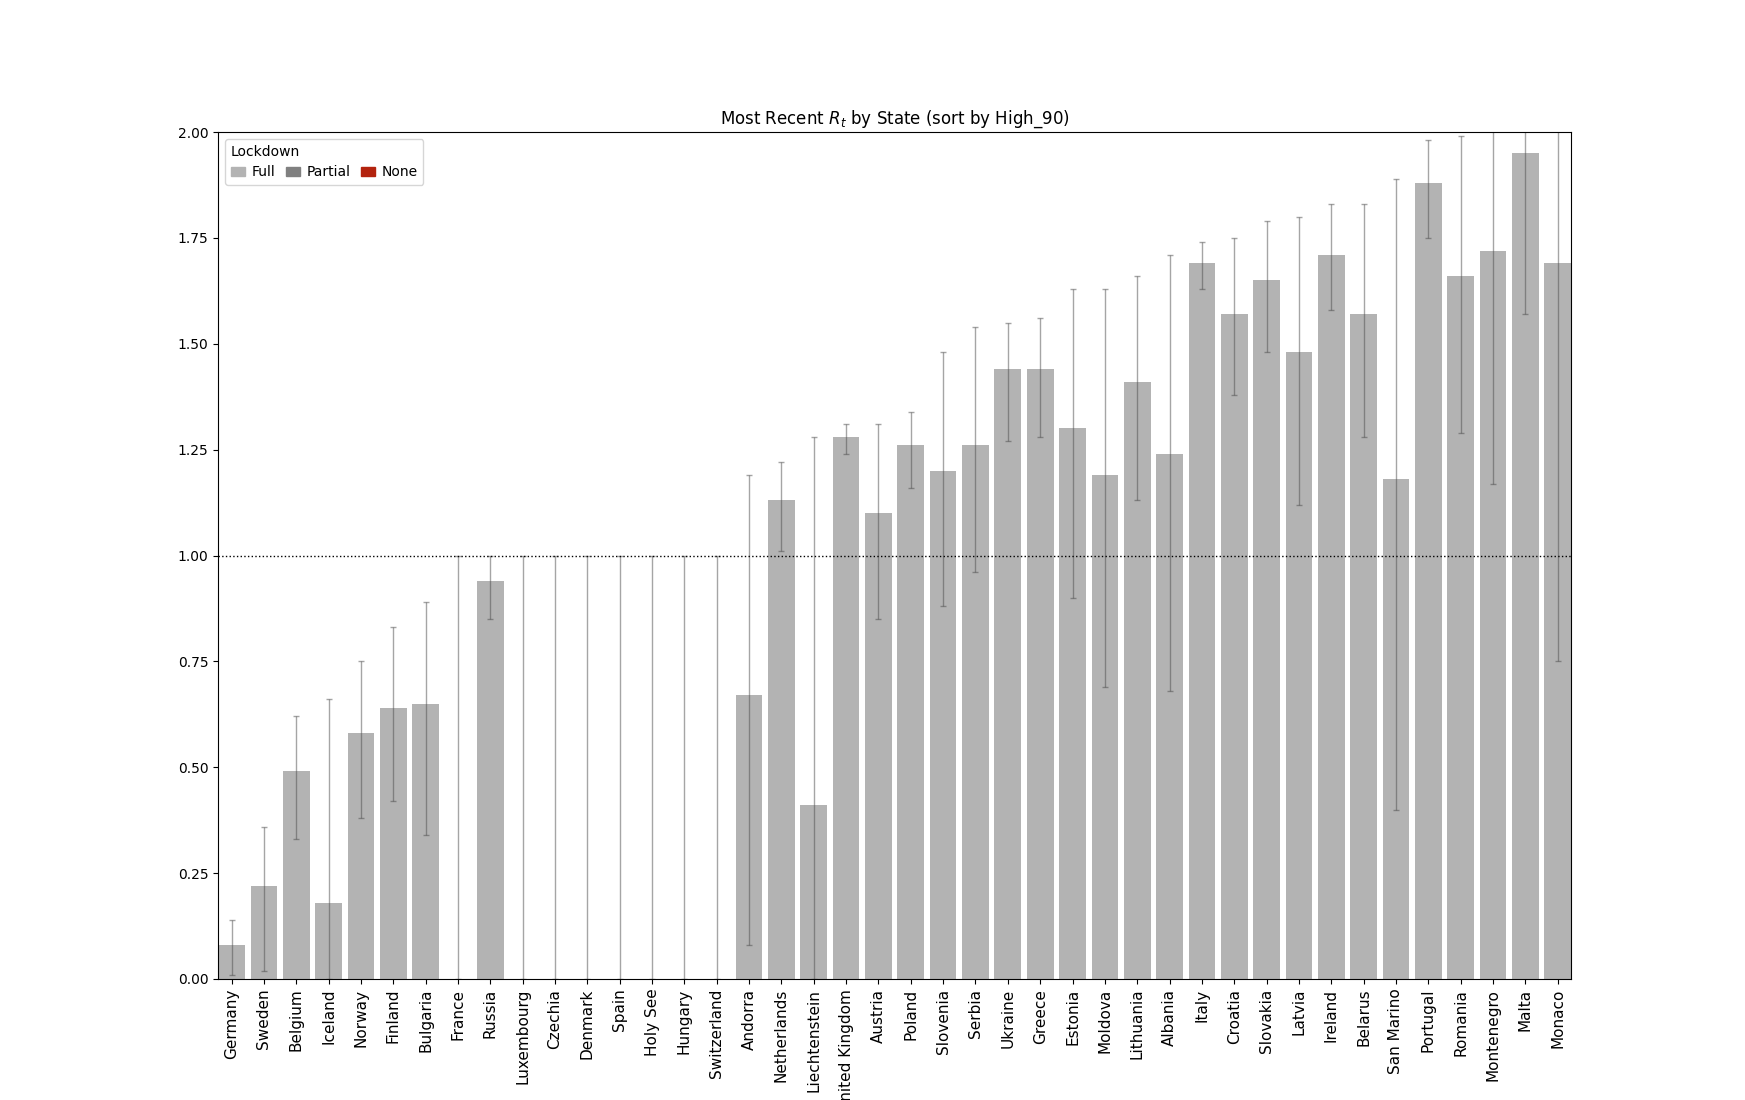 Most Recent R_t by State (sort by High_90)
Lockdown
Full Partial None
2.00
1.75
1.50
1.25
1.00
0.75
0.50
0.25
0.00
Germany
Sweden
Belgium
Iceland
Norway
Finland
Bulgaria
France
Russia
Luxembourg
Czechia
Denmark
Spain
Holy See
Hungary
Switzerland
Andorra
Netherlands
Liechtenstein
nited Kingdom
Austria
Poland
Slovenia
Serbia
Ukraine
Greece
Estonia
Moldova
Lithuania
Albania
Italy
Croatia
Slovakia
Latvia
Ireland
Belarus
San Marino
Portugal
Romania
Montenegro
Malta
Monaco